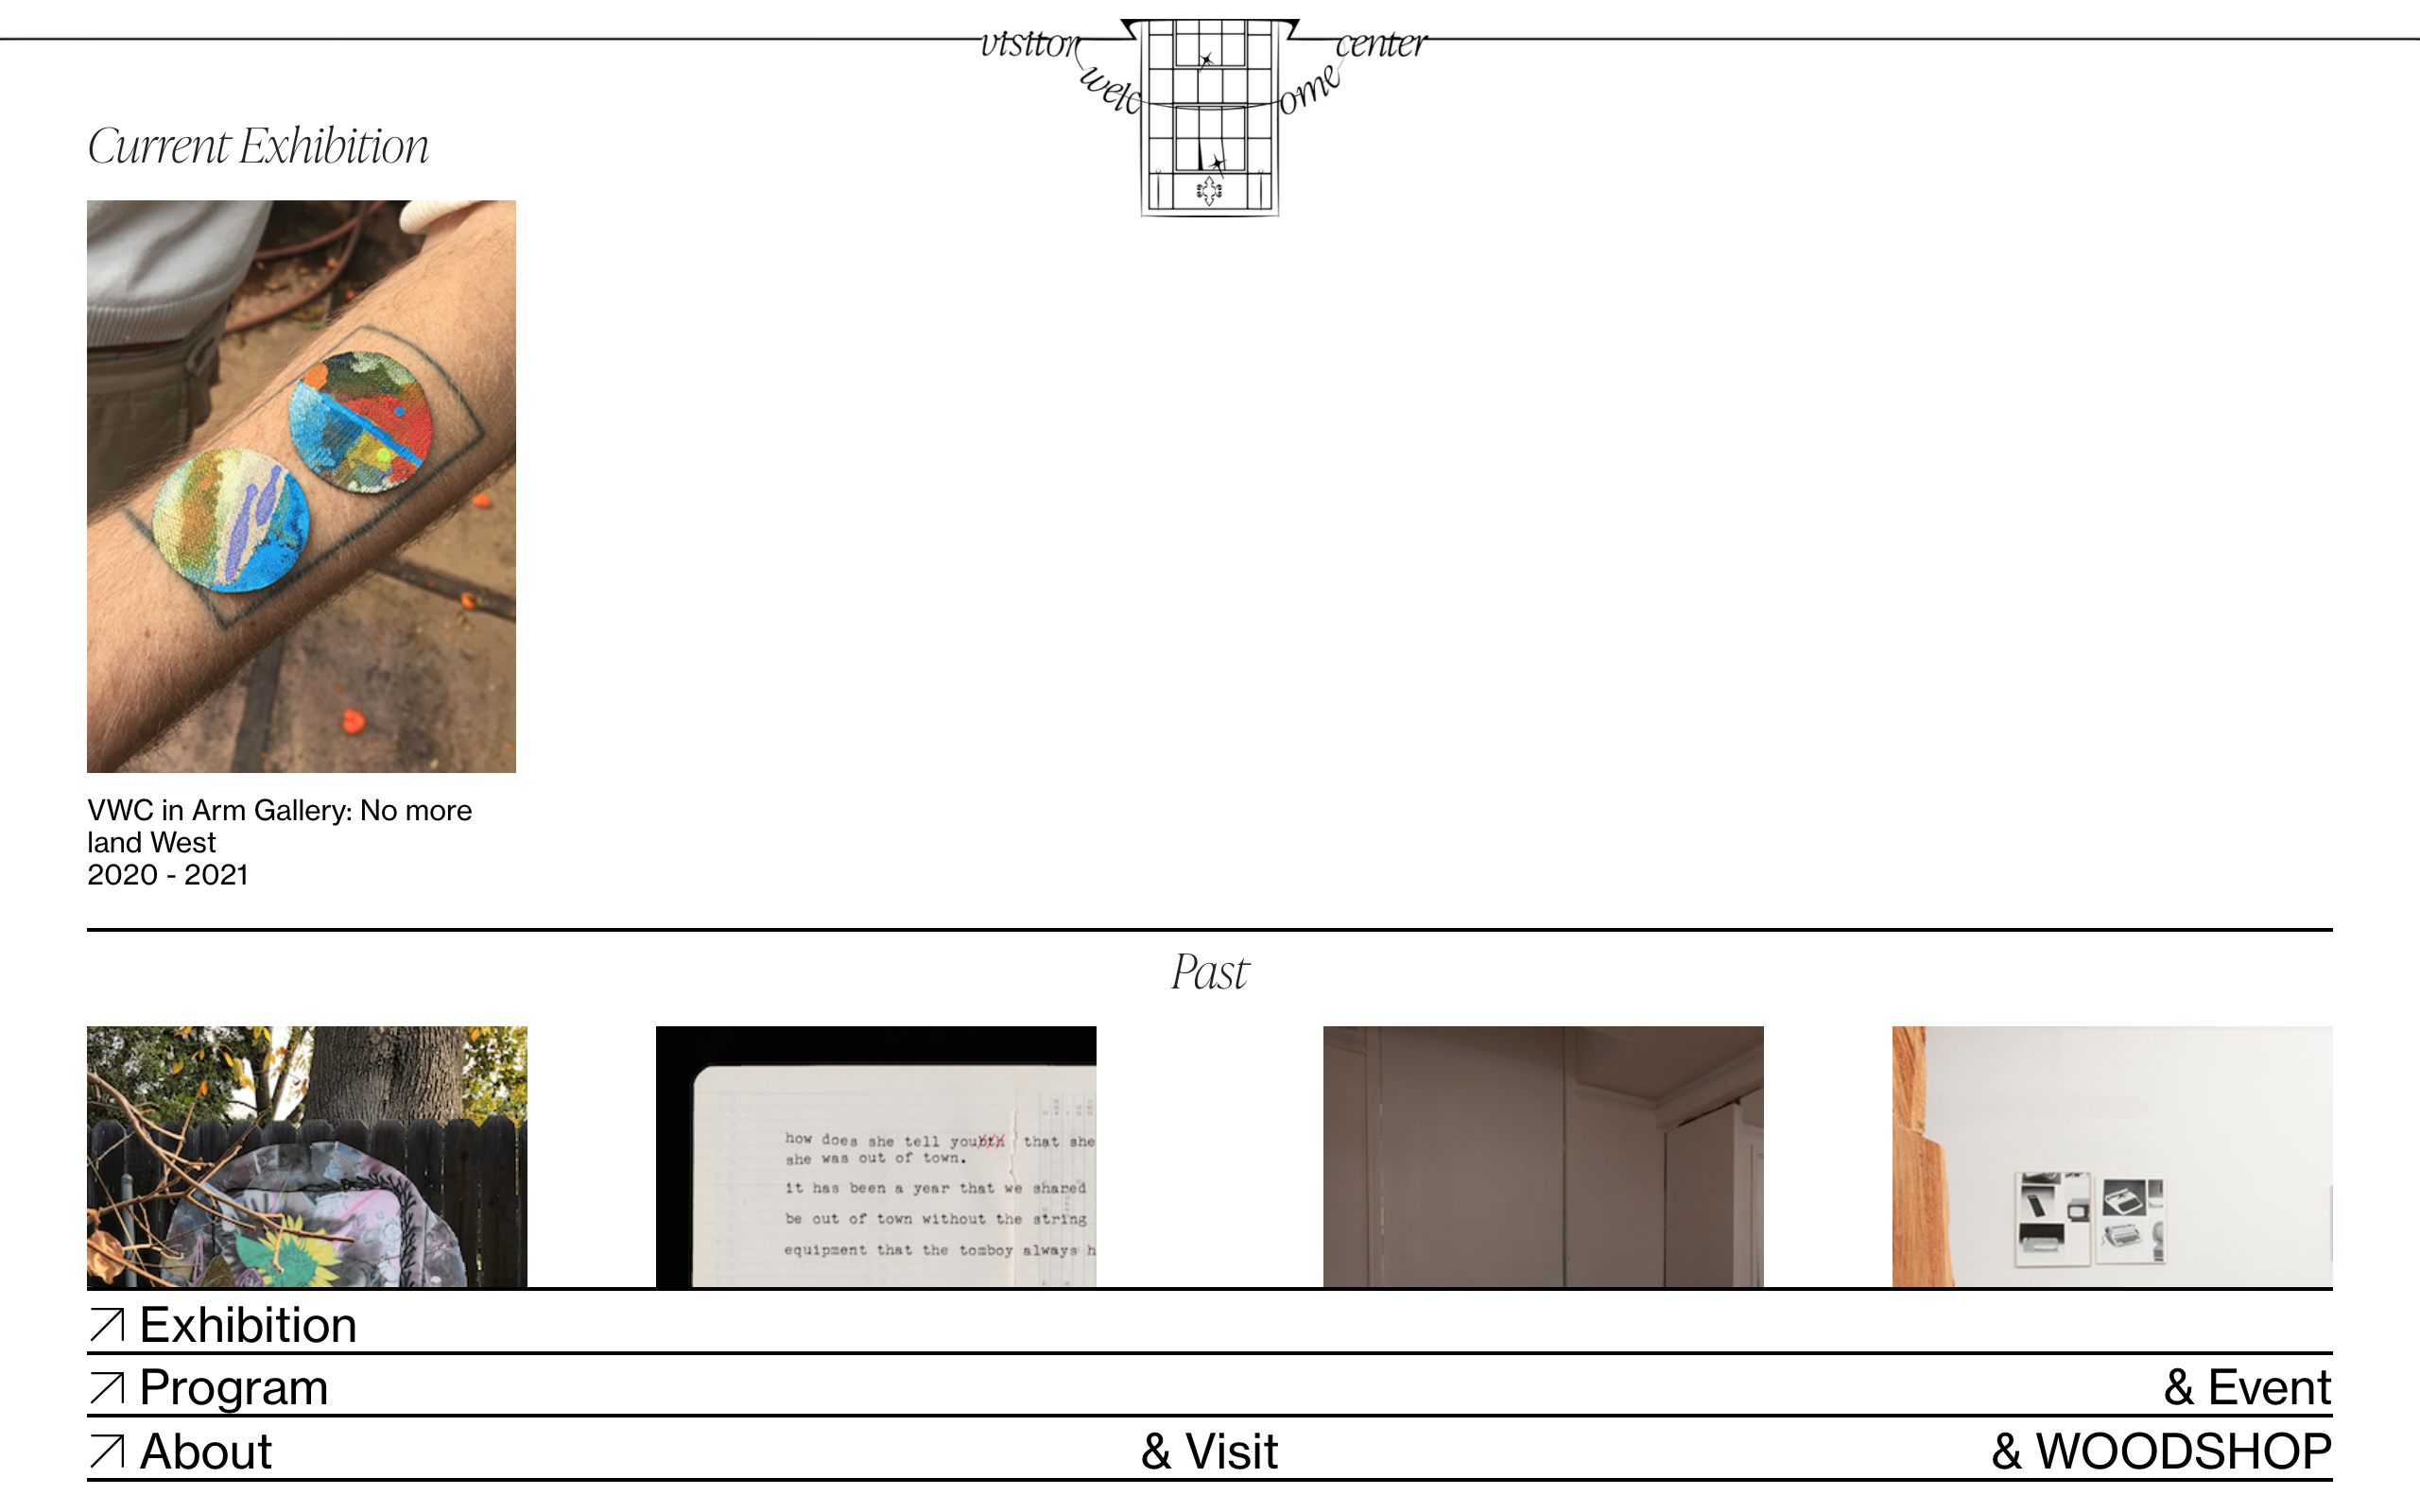 visitor welcome center
Current Exhibition
VWC in Arm Gallery: No more
land West
2020 - 2021
Past
how does she tell you that she
she was out of town.
it has been a year that we shared
be out of town without the string
equipment that the tomboy always h
Exhibition
Program & Event
About & Visit & WOODSHOP